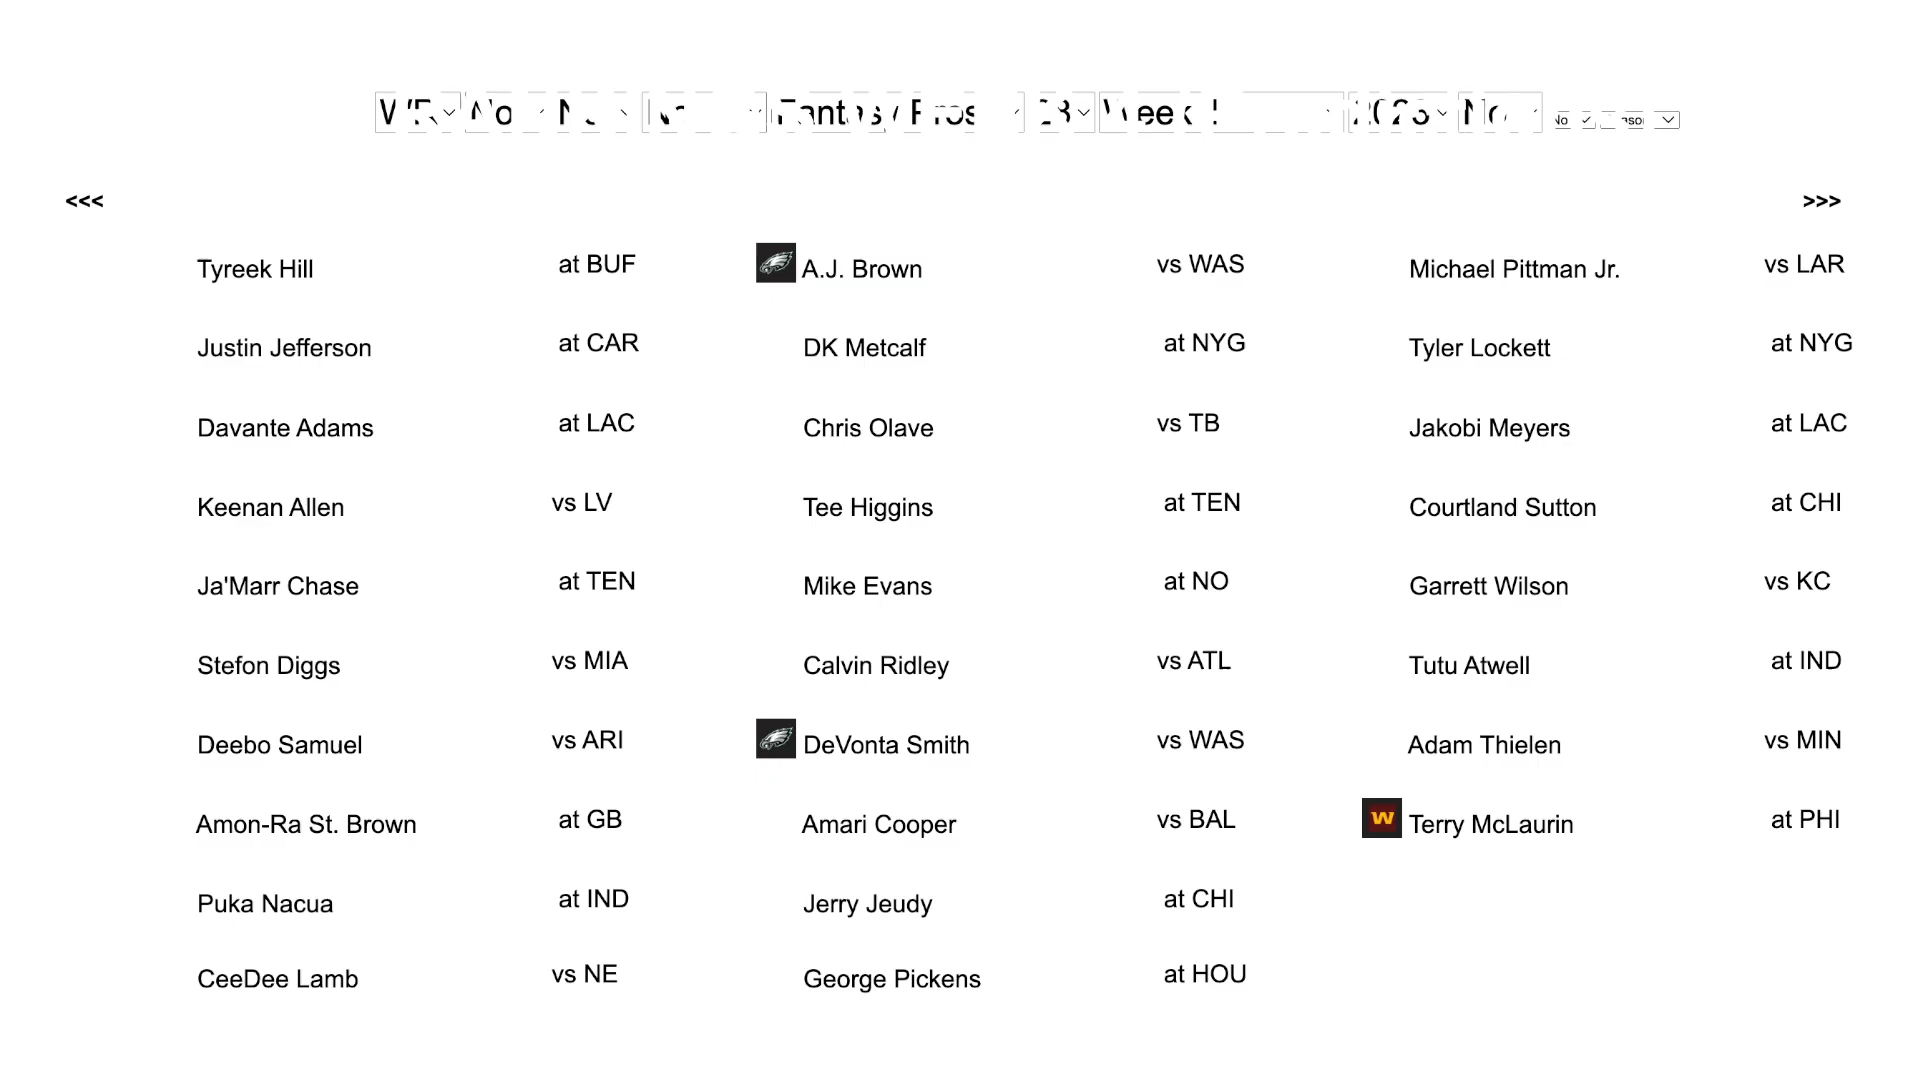 Fantasy Pros
<<< >>>
Tyreek Hill at BUF A.J. Brown vs WAS Michael Pittman Jr. vs LAR
Justin Jefferson at CAR DK Metcalf at NYG Tyler Lockett at NYG
Davante Adams at LAC Chris Olave vs TB Jakobi Meyers at LAC
Keenan Allen vs LV Tee Higgins at TEN Courtland Sutton at CHI
Ja'Marr Chase at TEN Mike Evans at NO Garrett Wilson vs KC
Stefon Diggs vs MIA Calvin Ridley vs ATL Tutu Atwell at IND
Deebo Samuel vs ARI DeVonta Smith vs WAS Adam Thielen vs MIN
Amon-Ra St. Brown at GB Amari Cooper vs BAL W Terry McLaurin at PHI
Puka Nacua at IND Jerry Jeudy at CHI
CeeDee Lamb vs NE George Pickens at HOU